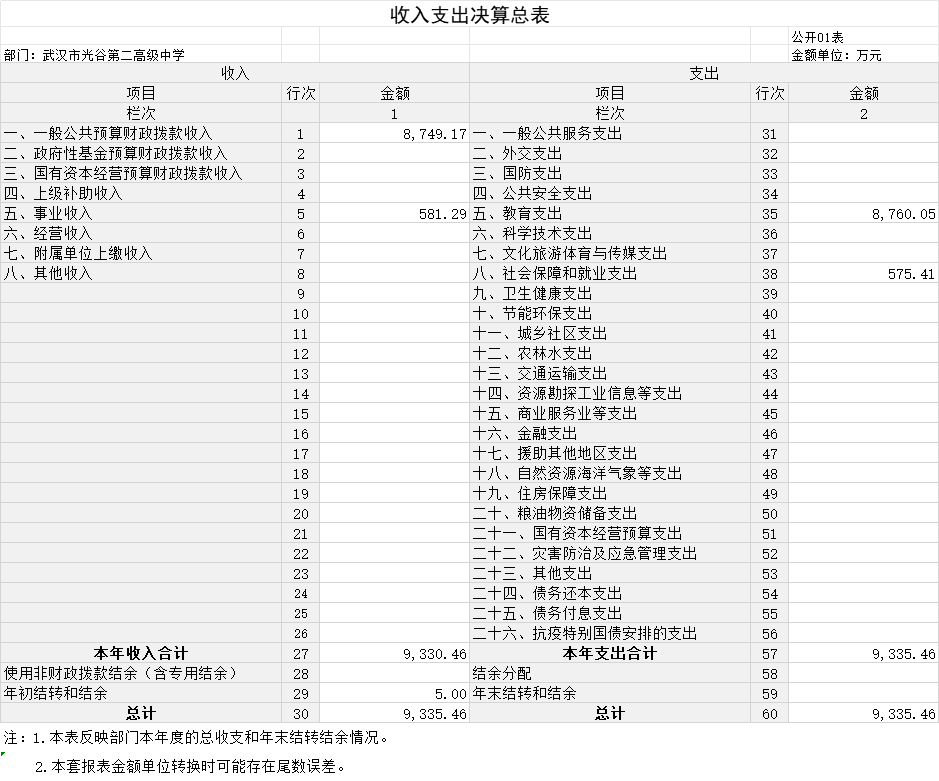 收入支出决算总表
公开01表
部门：武汉市光谷第二高级中学 金额单位：万元
收入 支出
项目 行次 金额 项目 行次 金额
栏次 1 栏次 2
一、一般公共预算财政拨款收入 1 8,749.17 一、一般公共服务支出 31
二、政府性基金预算财政拨款收入 2 二、外交支出 32
三、国有资本经营预算财政拨款收入 3 三、国防支出 33
四、上级补助收入 4 四、公共安全支出 34
五、事业收入 5 581.29 五、教育支出 35 8,760.05
六、经营收入 6 六、科学技术支出 36
七、附属单位上缴收入 7 七、文化旅游体育与传媒支出 37
八、其他收入 8 八、社会保障和就业支出 38 575.41
9 九、卫生健康支出 39
10 十、节能环保支出 40
11 十一、城乡社区支出 41
12 十二、农林水支出 42
13 十三、交通运输支出 43
14 十四、资源勘探工业信息等支出 44
15 十五、商业服务业等支出 45
16 十六、金融支出 46
17 十七、援助其他地区支出 47
18 十八、自然资源海洋气象等支出 48
19 十九、住房保障支出 49
20 二十、粮油物资储备支出 50
21 二十一、国有资本经营预算支出 51
22 二十二、灾害防治及应急管理支出 52
23 二十三、其他支出 53
24 二十四、债务还本支出 54
25 二十五、债务付息支出 55
26 二十六、抗疫特别国债安排的支出 56
本年收入合计 27 9,330.46 本年支出合计 57 9,335.46
使用非财政拨款结余（含专用结余） 28 结余分配 58
年初结转和结余 29 5.00 年末结转和结余 59
总计 30 9,335.46 总计 60 9,335.46
注：1.本表反映部门本年度的总收支和年末结转结余情况。
2.本套报表金额单位转换时可能存在尾数误差。